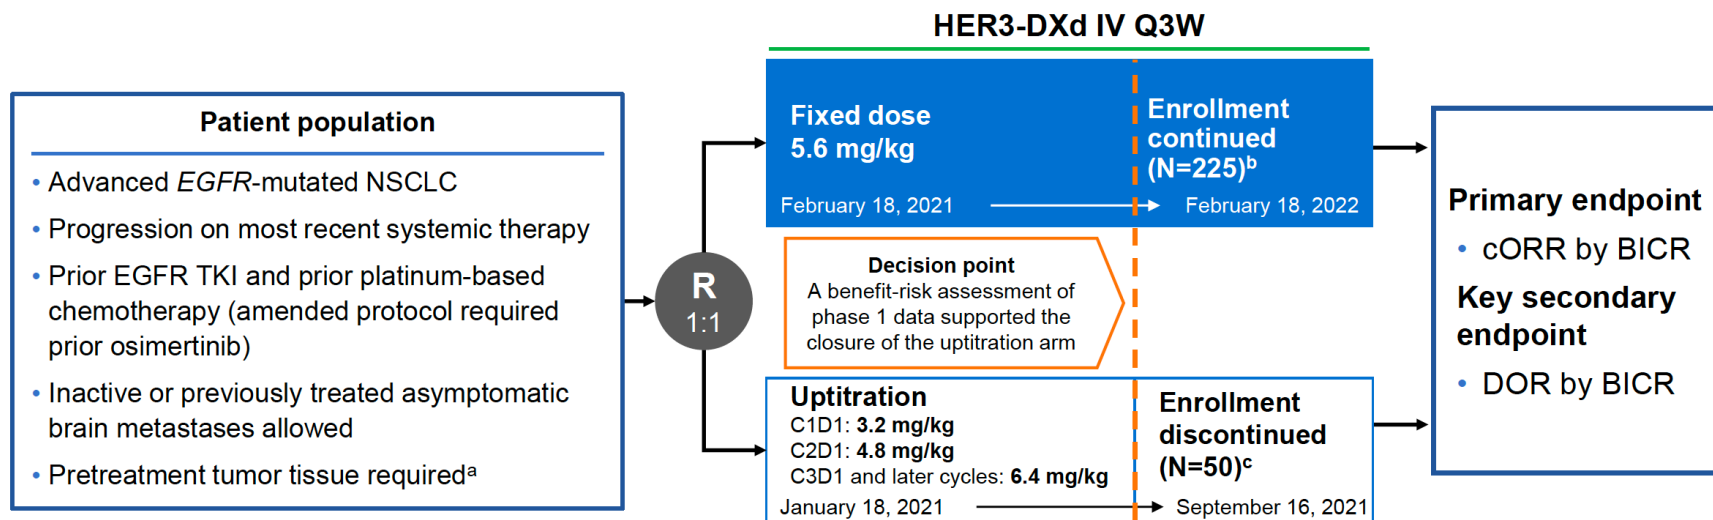 HER3-DXd IV Q3W
Patient population
• Advanced EGFR-mutated NSCLC
• Progression on most recent systemic therapy
• Prior EGFR TKI and prior platinum-based
chemotherapy (amended protocol required
prior osimertinib)
• Inactive or previously treated asymptomatic
brain metastases allowed
• Pretreatment tumor tissue requiredᵃ
R
1:1
Fixed dose
5.6 mg/kg
Enrollment
continued
(N=225)ᵇ
February 18, 2021
February 18, 2022
Decision point
A benefit-risk assessment of
phase 1 data supported the
closure of the uptitration arm
Uptitration
C1D1: 3.2 mg/kg
C2D1: 4.8 mg/kg
C3D1 and later cycles: 6.4 mg/kg
Enrollment
discontinued
(N=50)ᶜ
January 18, 2021
September 16, 2021
Primary endpoint
• cORR by BICR
Key secondary
endpoint
• DOR by BICR